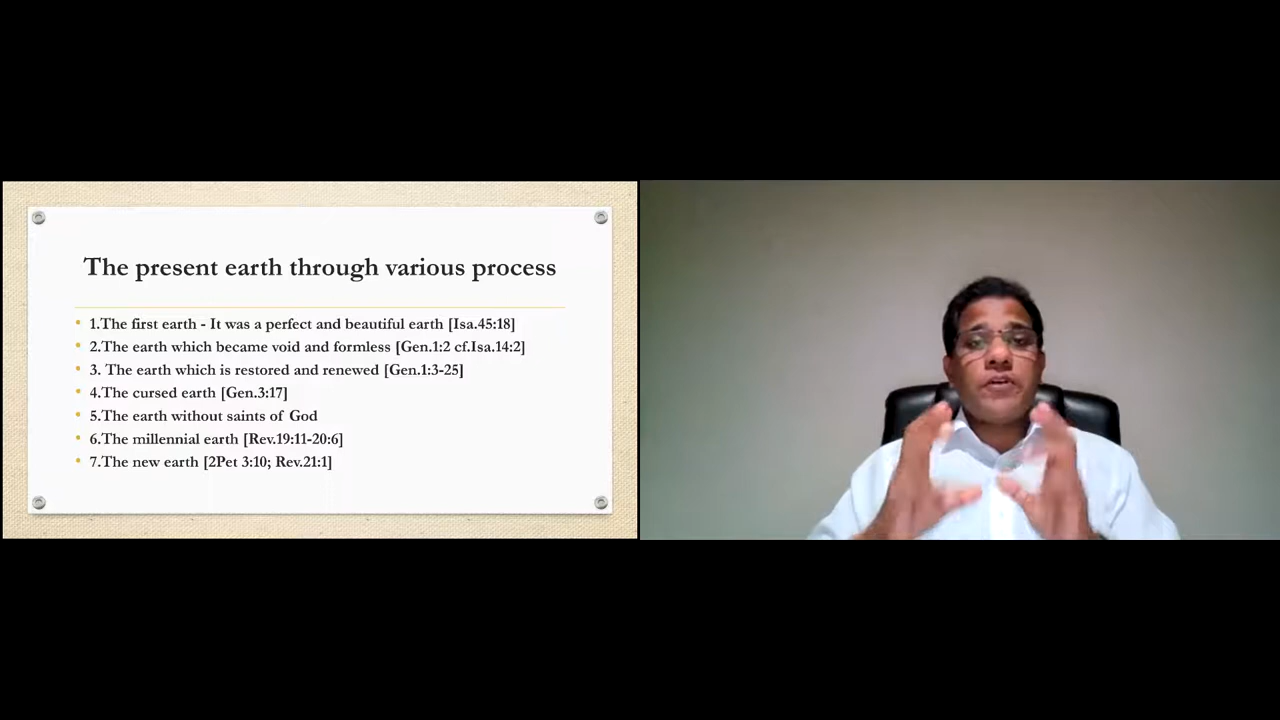 The present earth through various process
1.The first earth - It was a perfect and beautiful earth [Isa.45:18]
2.The earth which became void and formless [Gen.1:2 cf.Isa.14:2]
3. The earth which is restored and renewed [Gen.1:3-25]
4.The cursed earth [Gen.3:17]
5.The earth without saints of God
6.The millennial earth [Rev.19:11-20:6]
7.The new earth [2Pet 3:10; Rev.21:1]